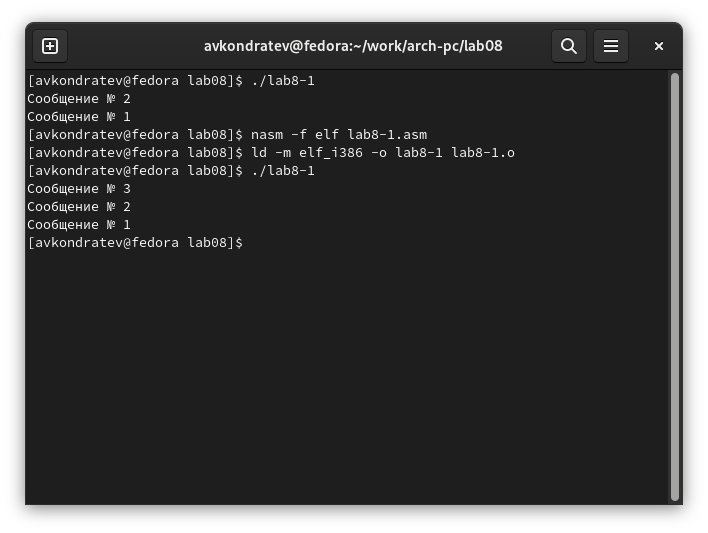 avkondratev@fedora:~/work/arch-pc/lab08
[avkondratev@fedora lab08]$ ./lab8-1
Сообщение № 2
Сообщение № 1
[avkondratev@fedora lab08]$ nasm -f elf lab8-1.asm
[avkondratev@fedora lab08]$ ld -m elf_i386 -o lab8-1 lab8-1.o
[avkondratev@fedora lab08]$ ./lab8-1
Сообщение № 3
Сообщение № 2
Сообщение № 1
[avkondratev@fedora lab08]$